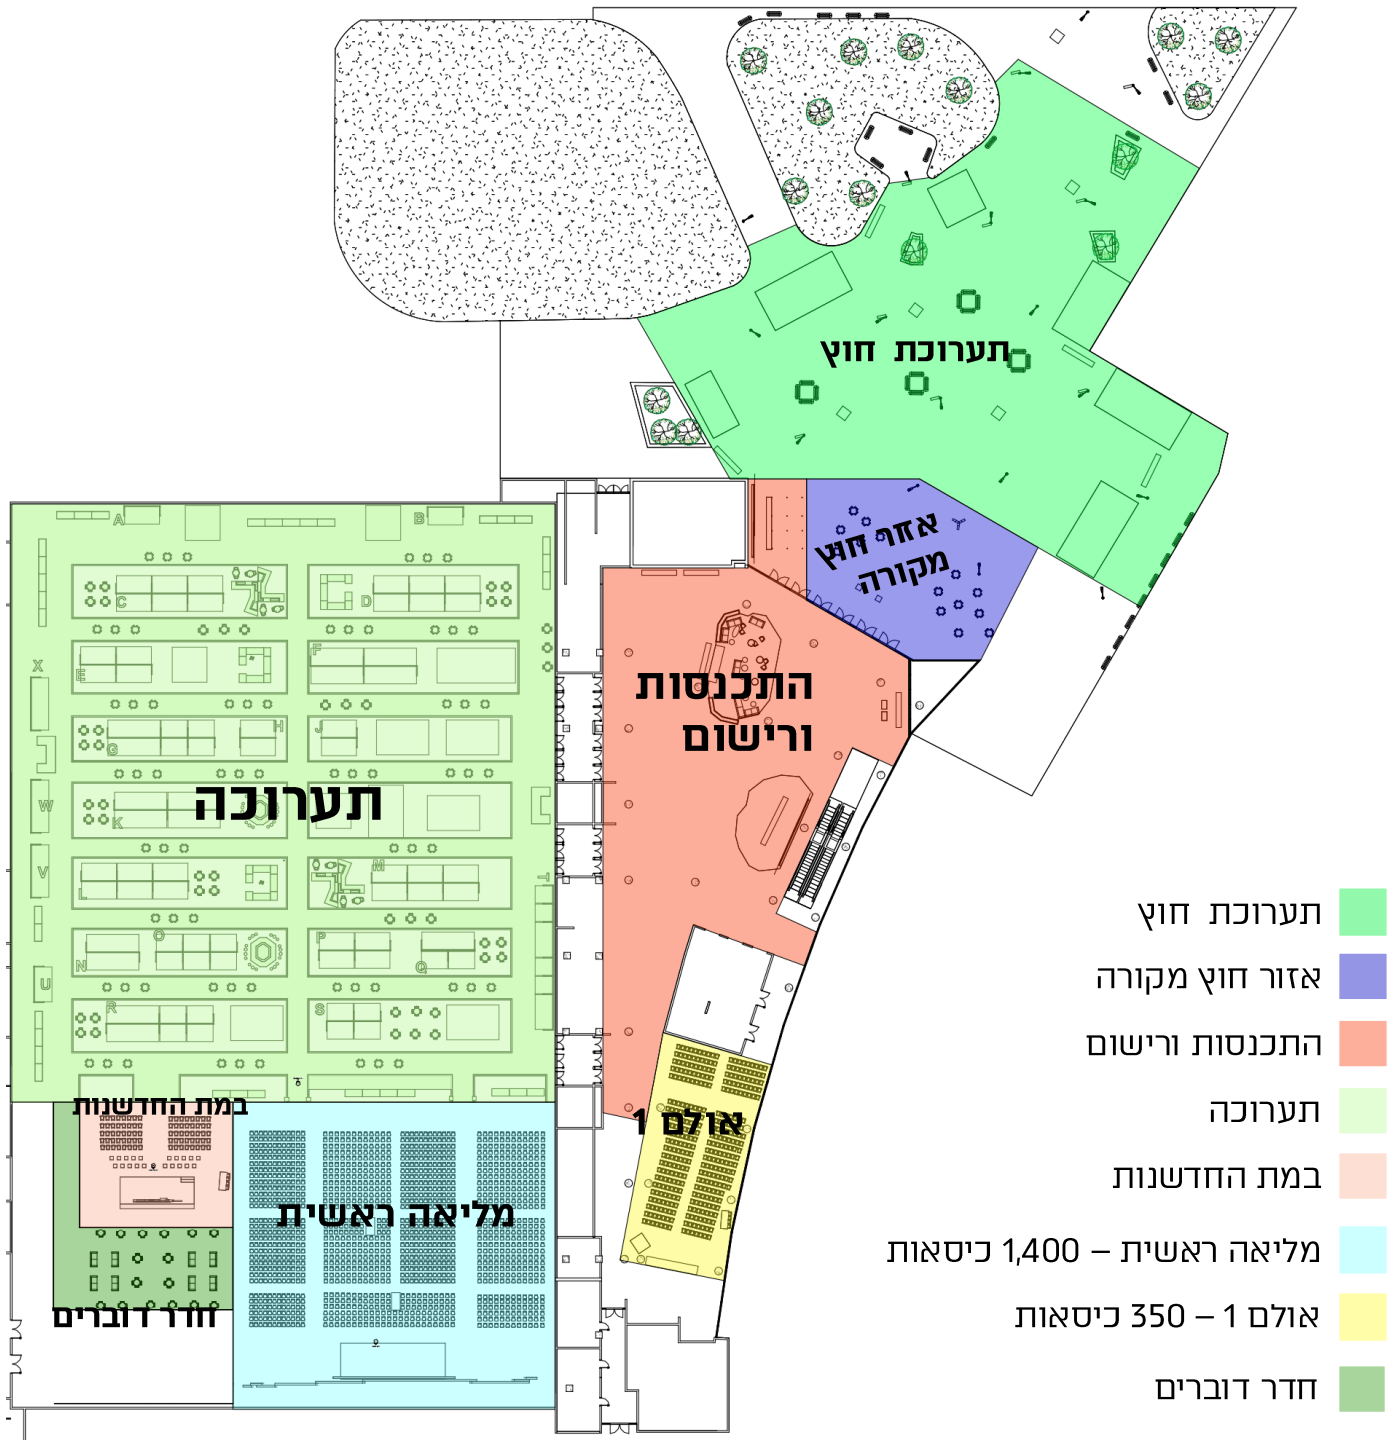 תערוכת חוץ
אזור חוץ
מקורה
התכנסות
ורישום
תערוכה
במת החדשנות
אולם 1
מליאה ראשית
חדר דוברים
A
B
C
D
E
F
G
H
J
K
L
M
N
O
P
Q
R
S
T
U
V
W
X
תערוכת חוץ
אזור חוץ מקורה
התכנסות ורישום
תערוכה
במת החדשנות
מליאה ראשית – 1,400 כיסאות
אולם 1 – 350 כיסאות
חדר דוברים